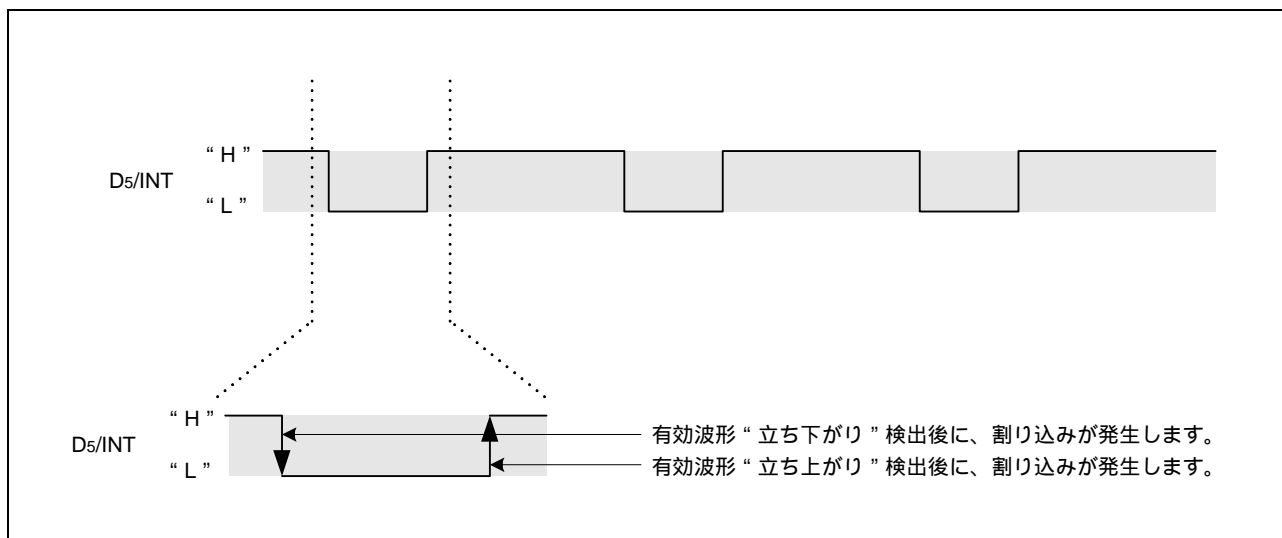 “ H ”
D5/INT
“ L ”
“ H ”
D5/INT
“ L ”
有効波形 “ 立ち下がり ” 検出後に、割り込みが発生します。
有効波形 “ 立ち上がり ” 検出後に、割り込みが発生します。